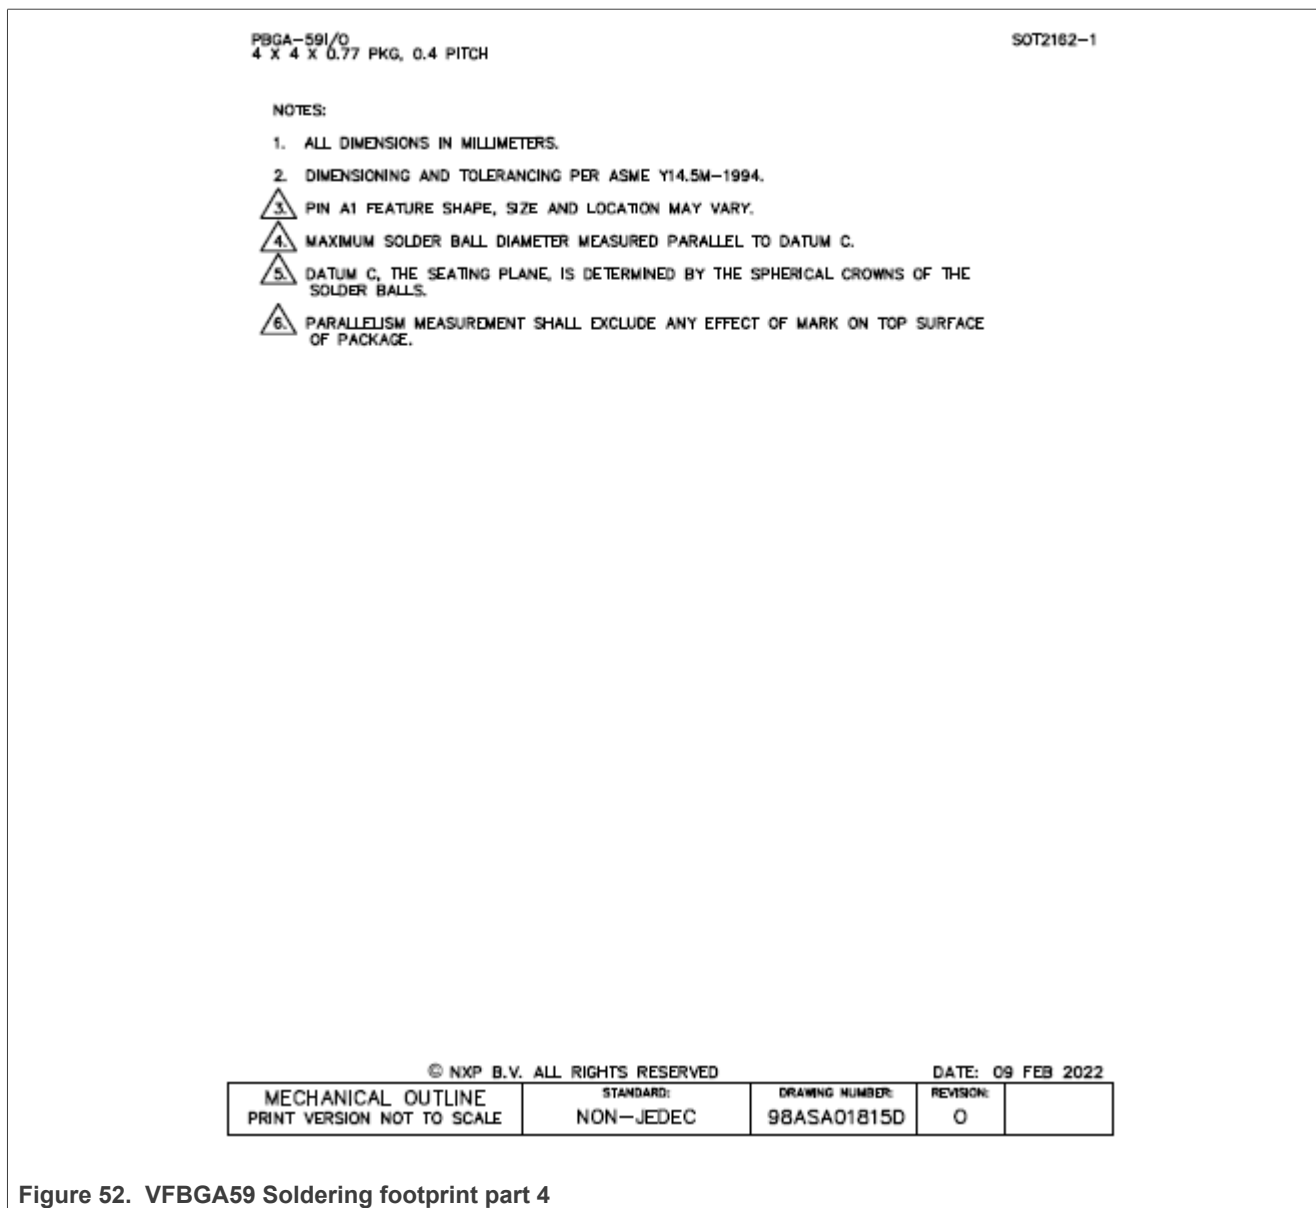 PBGA-59I/O
4 X 4 X 0.77 PKG, 0.4 PITCH
SOT2162-1
NOTES:
1. ALL DIMENSIONS IN MILLIMETERS.
2. DIMENSIONING AND TOLERANCING PER ASME Y14.5M-1994.
3. PIN A1 FEATURE SHAPE, SIZE AND LOCATION MAY VARY.
4. MAXIMUM SOLDER BALL DIAMETER MEASURED PARALLEL TO DATUM C.
5. DATUM C, THE SEATING PLANE, IS DETERMINED BY THE SPHERICAL CROWNS OF THE
SOLDER BALLS.
6. PARALLELISM MEASUREMENT SHALL EXCLUDE ANY EFFECT OF MARK ON TOP SURFACE
OF PACKAGE.
© NXP B.V. ALL RIGHTS RESERVED
DATE: 09 FEB 2022
MECHANICAL OUTLINE
PRINT VERSION NOT TO SCALE
STANDARD:
NON-JEDEC
DRAWING NUMBER:
98ASA01815D
REVISION:
O
Figure 52. VFBGA59 Soldering footprint part 4